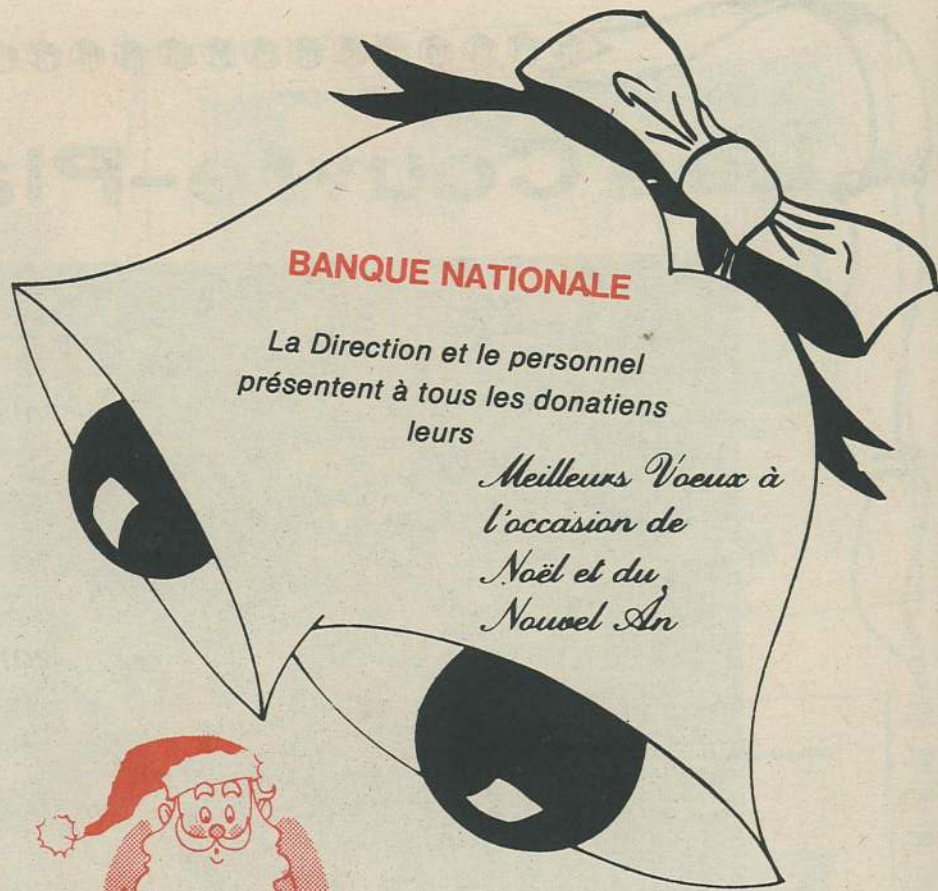 BANQUE NATIONALE
La Direction et le personnel
présentent à tous les donatiens
leurs
Meilleurs Voeux à
l'occasion de
Noël et du
Nouvel An